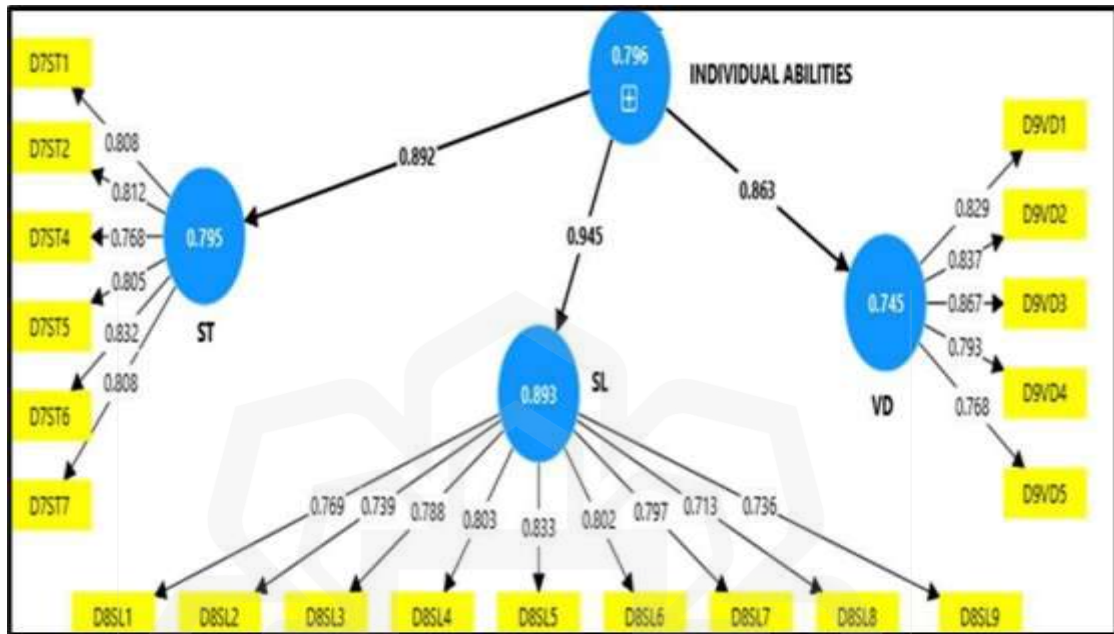 0.796
INDIVIDUAL ABILITIES
0.892
0.945
0.863
D7ST1
D7ST2
D7ST4
D7ST5
D7ST6
D7ST7
0.808
0.812
0.768
0.805
0.832
0.808
0.795
ST
D9VD1
D9VD2
D9VD3
D9VD4
D9VD5
0.829
0.837
0.867
0.793
0.768
0.745
VD
0.893
SL
0.769
0.739
0.788
0.803
0.833
0.802
0.797
0.713
0.736
D8SL1
D8SL2
D8SL3
D8SL4
D8SL5
D8SL6
D8SL7
D8SL8
D8SL9